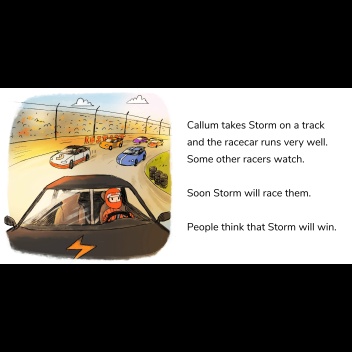 Callum takes Storm on a track
and the racecar runs very well.
Some other racers watch.
Soon Storm will race them.
People think that Storm will win.